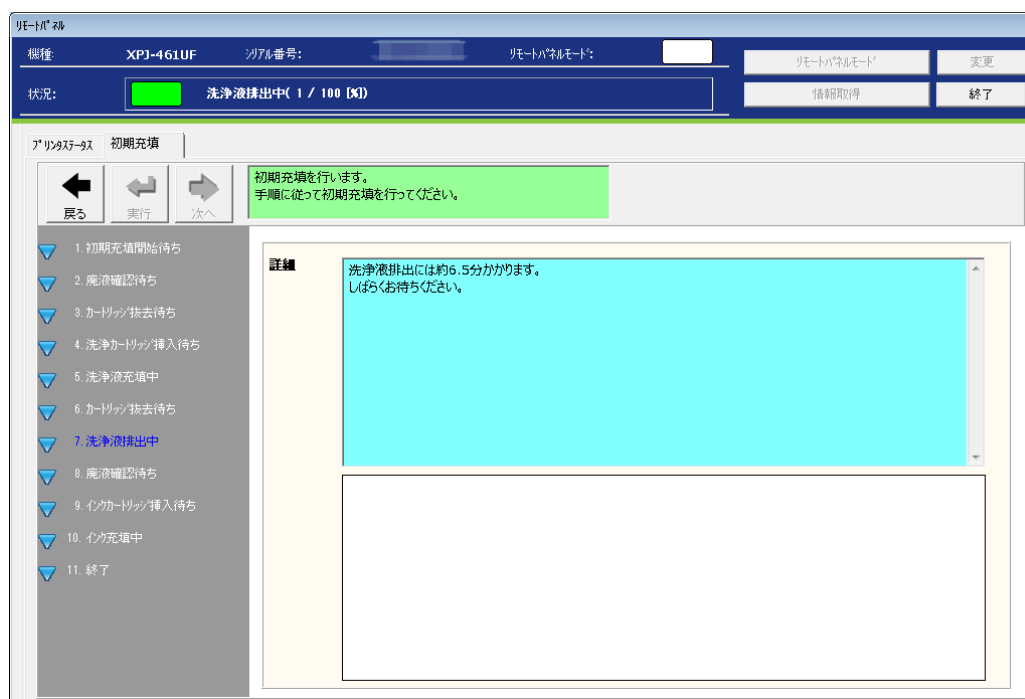 リモートパネル
機種: XPJ-461UF シリアル番号: リモートパネルモード:
リモートパネルモード 変更
状況: 洗浄液排出中( 1 / 100 [%])
情報取得 終了
プリンタステータス 初期充填
戻る 実行 次へ
初期充填を行います。
手順に従って初期充填を行ってください。
1. 初期充填開始待ち
2. 廃液確認待ち
3. カートリッジ抜去待ち
4. 洗浄カートリッジ挿入待ち
5. 洗浄液充填中
6. カートリッジ抜去待ち
7. 洗浄液排出中
8. 廃液確認待ち
9. インクカートリッジ挿入待ち
10. インク充填中
11. 終了
詳細
洗浄液排出には約6.5分かかります。
しばらくお待ちください。